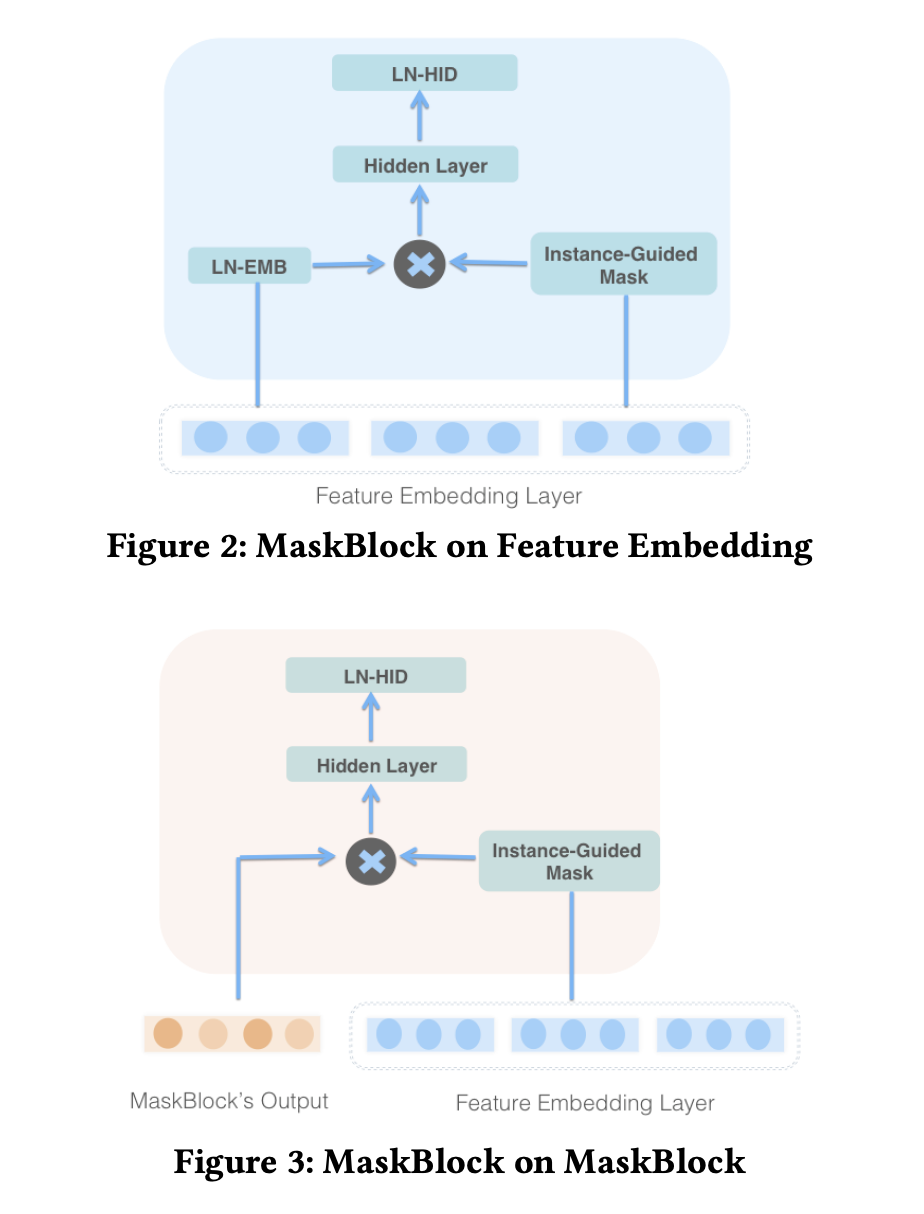 LN-HID
Hidden Layer
LN-EMB
Instance-Guided
Mask
Feature Embedding Layer
Figure 2: MaskBlock on Feature Embedding
LN-HID
Hidden Layer
Instance-Guided
Mask
MaskBlock's Output
Feature Embedding Layer
Figure 3: MaskBlock on MaskBlock